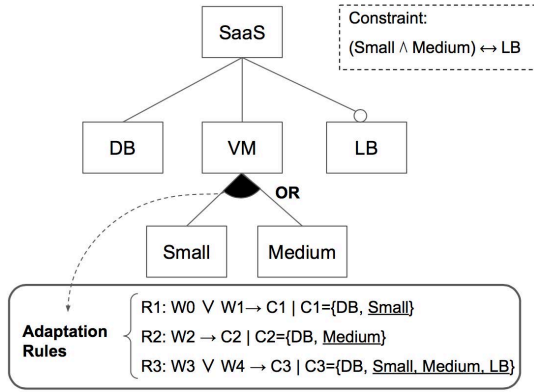 SaaS
Constraint:
(Small ∧ Medium) ↔ LB
DB
VM
LB
OR
Small
Medium
Adaptation
Rules
R1: W0 ∨ W1→ C1 | C1={DB, Small}
R2: W2 → C2 | C2={DB, Medium}
R3: W3 ∨ W4 → C3 | C3={DB, Small, Medium, LB}